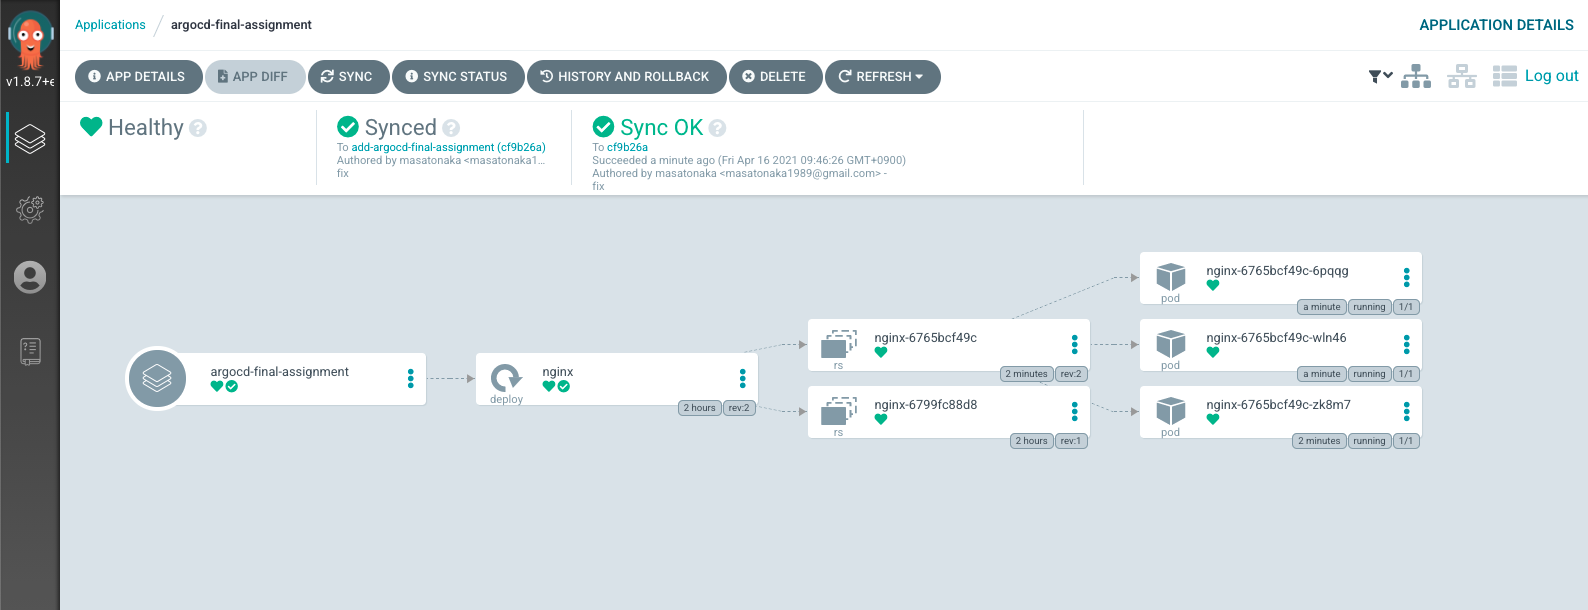 Applications / argocd-final-assignment
APPLICATION DETAILS
v1.8.7+e
APP DETAILS
APP DIFF
SYNC
SYNC STATUS
HISTORY AND ROLLBACK
DELETE
REFRESH
Log out
Healthy
Synced
To add-argocd-final-assignment (cf9b26a)
Authored by masatonaka <masatonaka1...
fix
Sync OK
To cf9b26a
Succeeded a minute ago (Fri Apr 16 2021 09:46:26 GMT+0900)
Authored by masatonaka <masatonaka1989@gmail.com> -
fix
argocd-final-assignment
nginx
deploy
2 hours rev:2
nginx-6765bcf49c
rs
2 minutes rev:2
nginx-6799fc88d8
rs
2 hours rev:1
nginx-6765bcf49c-6pqqg
pod
a minute running 1/1
nginx-6765bcf49c-wln46
pod
a minute running 1/1
nginx-6765bcf49c-zk8m7
pod
2 minutes running 1/1